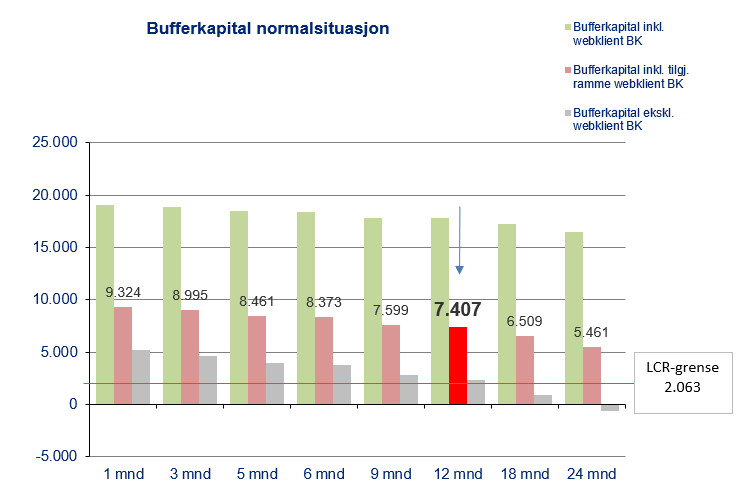 Bufferkapital normalsituasjon
Bufferkapital inkl.
webklient BK
Bufferkapital inkl. tilgj.
ramme webklient BK
Bufferkapital ekskl.
webklient BK
25.000
20.000
15.000
10.000
5.000
0
-5.000
9.324
8.995
8.461
8.373
7.599
7.407
6.509
5.461
LCR-grense
2.063
1 mnd
3 mnd
5 mnd
6 mnd
9 mnd
12 mnd
18 mnd
24 mnd